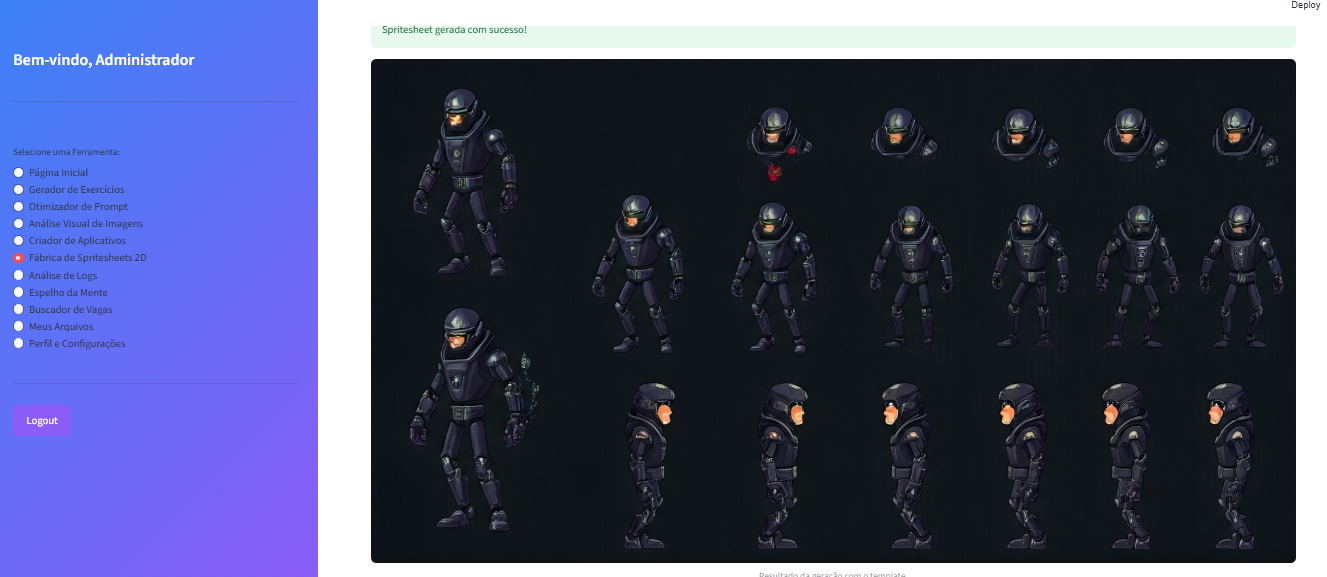 Deploy
Bem-vindo, Administrador
Selecione uma Ferramenta:
Página Inicial
Gerador de Exercícios
Otimizador de Prompt
Análise Visual de Imagens
Criador de Aplicativos
Fábrica de Spritesheets 2D
Análise de Logs
Espelho da Mente
Buscador de Vagas
Meus Arquivos
Perfil e Configurações
Logout
Spritesheet gerada com sucesso!
Resultado da geração com o template